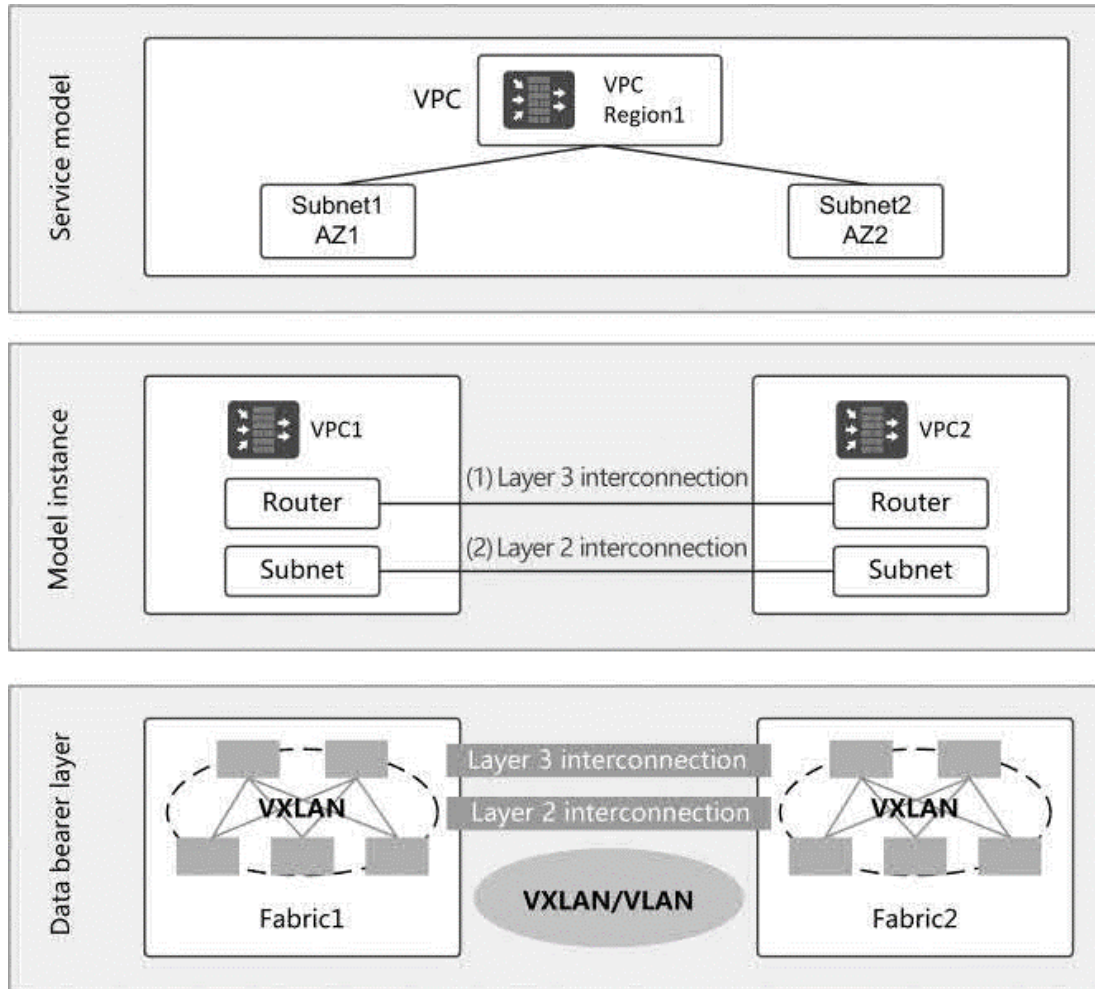 Service model
VPC
VPC
Region1
Subnet1
AZ1
Subnet2
AZ2
Model instance
VPC1
VPC2
(1) Layer 3 interconnection
Router
Router
(2) Layer 2 interconnection
Subnet
Subnet
Data bearer layer
Layer 3 interconnection
VXLAN
Layer 2 interconnection
VXLAN
VXLAN/VLAN
Fabric1
Fabric2